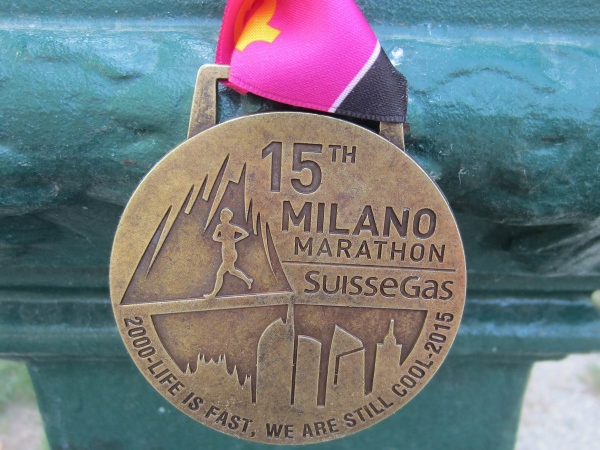 15TH
MILANO
MARATHON
SUISSEGAS
2000-LIFE IS FAST, WE ARE STILL COOL-2015